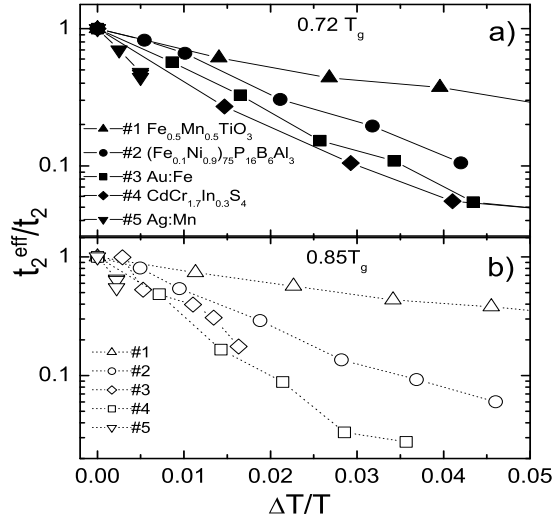 0.72 T_g
a)
1
0.1
#1 Fe_0.5Mn_0.5TiO_3
#2 (Fe_0.1Ni_0.9)_75P_16B_6Al_3
#3 Au:Fe
#4 CdCr_1.7In_0.3S_4
#5 Ag:Mn
t_2^eff/t_2
0.85T_g
b)
1
0.1
#1
#2
#3
#4
#5
0.00 0.01 0.02 0.03 0.04 0.05
ΔT/T